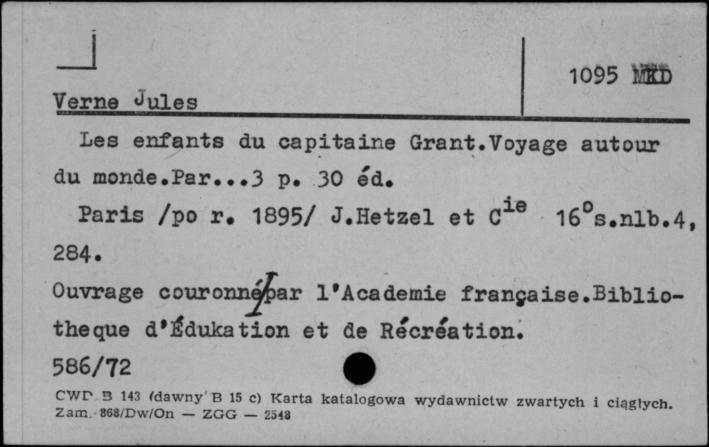 1095 MKD
Verne Jules
Les enfants du capitaine Grant.Voyage autour
du monde.Par...3 p. 30 éd.
Paris /po r. 1895/ J.Hetzel et Cie 16°s.nlb.4,
284.
Ouvrage couronné/par l'Academie française.Biblio-
theque d'Édukation et de Récréation.
586/72
CWD B 143 (dawny B 15 c) Karta katalogowa wydawnictw zwartych i ciągłych.
Zam. 868/Dw/On — ZGG — 2548